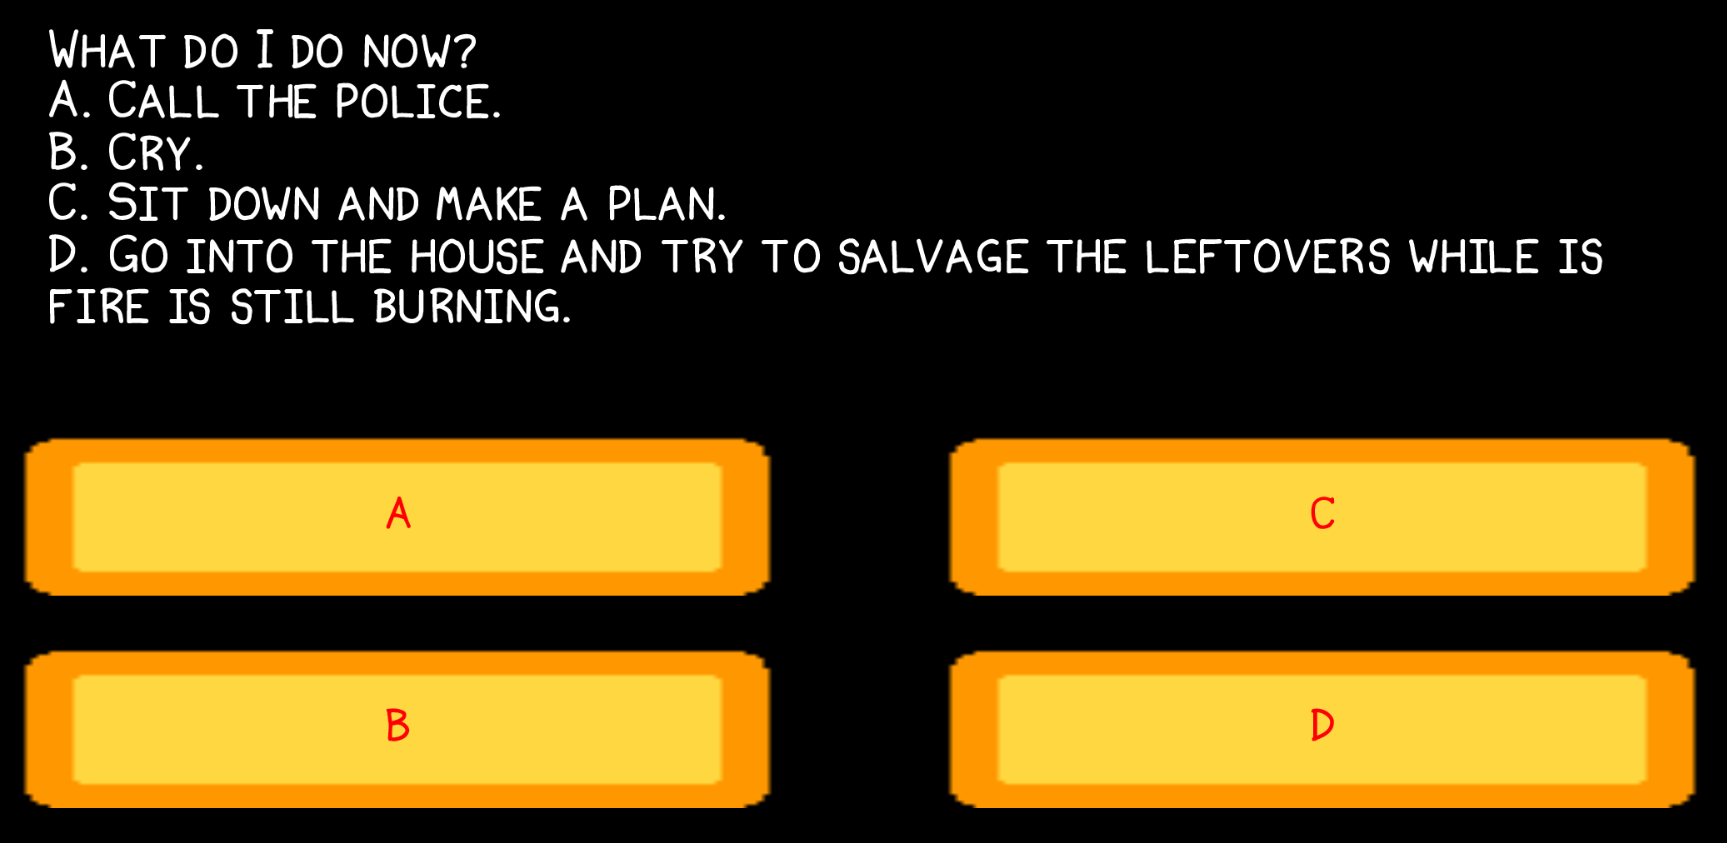 WHAT DO I DO NOW?
A. CALL THE POLICE.
B. CRY.
C. SIT DOWN AND MAKE A PLAN.
D. GO INTO THE HOUSE AND TRY TO SALVAGE THE LEFTOVERS WHILE IS
FIRE IS STILL BURNING.
A
C
B
D